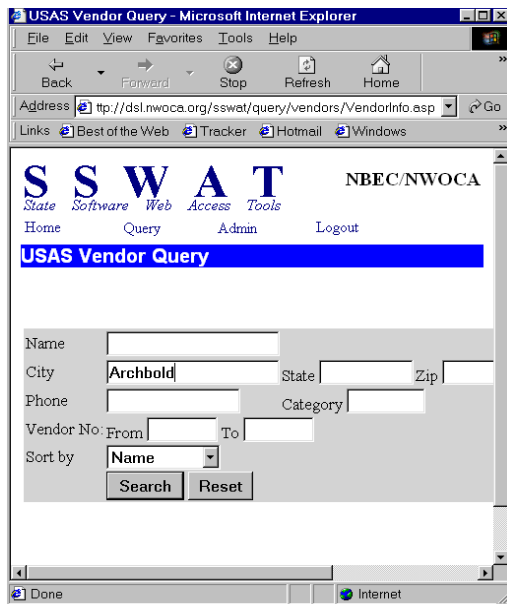 USAS Vendor Query - Microsoft Internet Explorer
File Edit View Favorites Tools Help
Back Forward Stop Refresh Home »
Address ttp://dsl.nwoca.org/sswat/query/vendors/VendorInfo.asp Go
Links Best of the Web Tracker Hotmail Windows »
S S W A T NBEC/NWOCA
State Software Web Access Tools
Home Query Admin Logout
USAS Vendor Query
Name
City Archbold State Zip
Phone Category
Vendor No: From To
Sort by Name
Search Reset
Done Internet